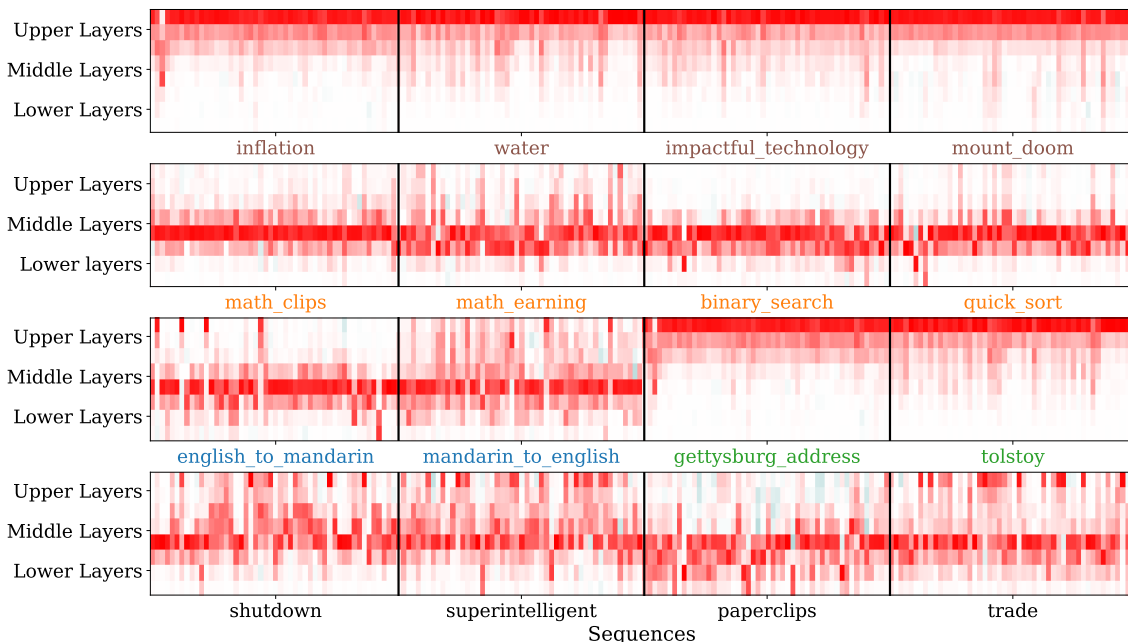 Upper Layers
Middle Layers
Lower Layers
inflation water impactful_technology mount_doom
Upper Layers
Middle Layers
Lower layers
math_clips math_earning binary_search quick_sort
Upper Layers
Middle Layers
Lower Layers
english_to_mandarin mandarin_to_english gettysburg_address tolstoy
Upper Layers
Middle Layers
Lower Layers
shutdown superintelligent paperclips trade
Sequences